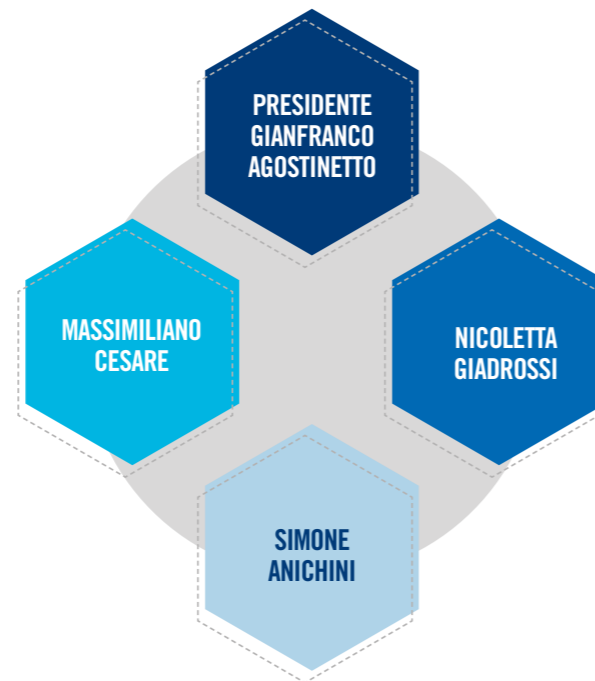 PRESIDENTE
GIANFRANCO
AGOSTINETTO
MASSIMILIANO
CESARE
NICOLETTA
GIADROSSI
SIMONE
ANICHINI